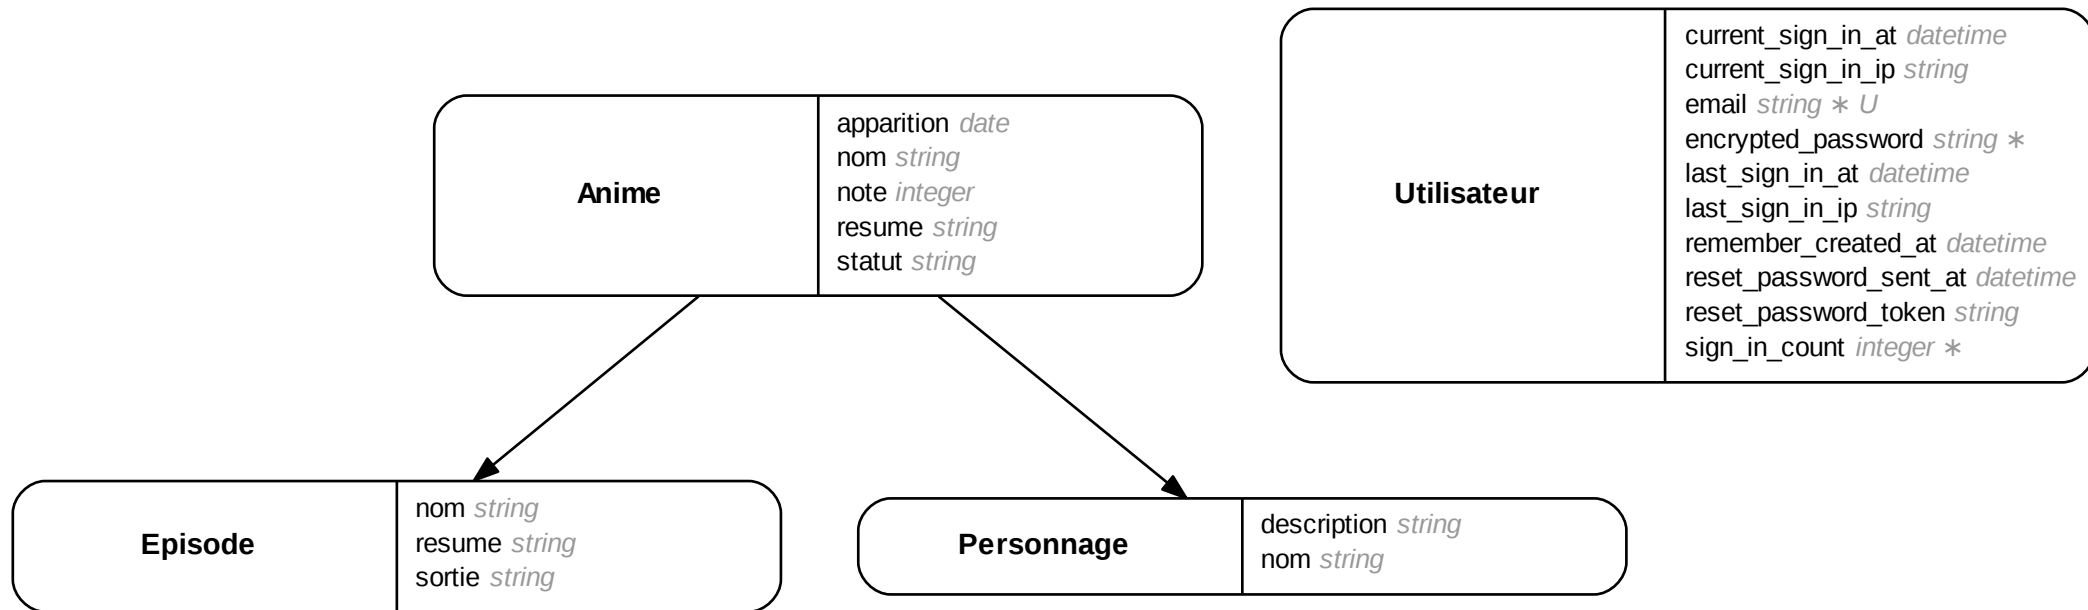 Anime
apparition date
nom string
note integer
resume string
statut string
Utilisateur
current_sign_in_at datetime
current_sign_in_ip string
email string ∗ U
encrypted_password string ∗
last_sign_in_at datetime
last_sign_in_ip string
remember_created_at datetime
reset_password_sent_at datetime
reset_password_token string
sign_in_count integer ∗
Episode
nom string
resume string
sortie string
Personnage
description string
nom string